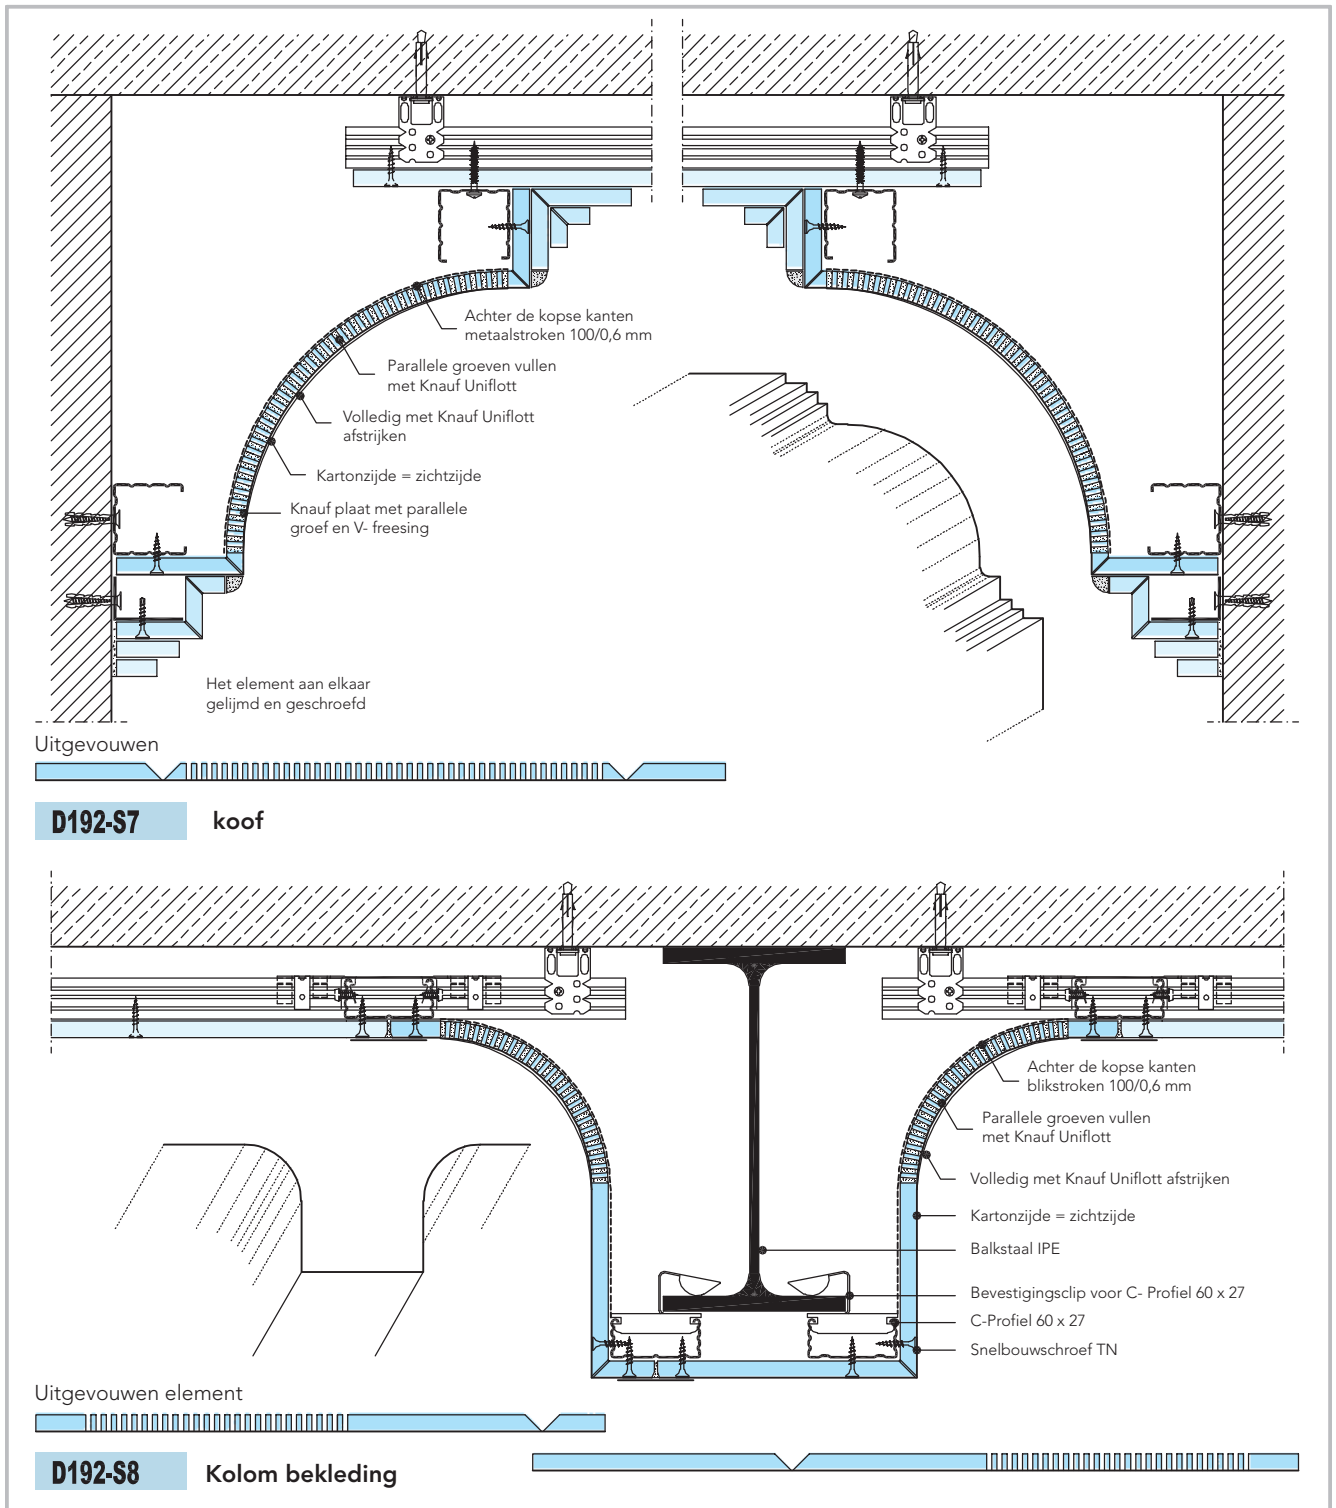 Achter de kopse kanten
metaalstroken 100/0,6 mm
Parallele groeven vullen
met Knauf Uniflott
Volledig met Knauf Uniflott
afstrijken
Kartonzijde = zichtzijde
Knauf plaat met parallele
groef en V- freesing
Het element aan elkaar
gelijmd en geschroefd
Uitgevouwen
D192-S7 koof
Achter de kopse kanten
blikstroken 100/0,6 mm
Parallele groeven vullen
met Knauf Uniflott
Volledig met Knauf Uniflott afstrijken
Kartonzijde = zichtzijde
Balkstaal IPE
Bevestigingsclip voor C- Profiel 60 x 27
C-Profiel 60 x 27
Snelbouwschroef TN
Uitgevouwen element
D192-S8 Kolom bekleding